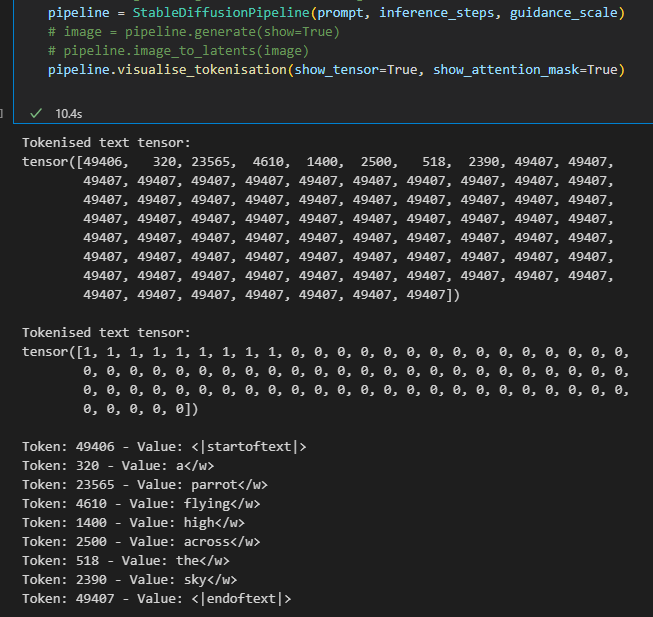 pipeline = StableDiffusionPipeline(prompt, inference_steps, guidance_scale)
# image = pipeline.generate(show=True)
# pipeline.image_to_latents(image)
pipeline.visualise_tokenisation(show_tensor=True, show_attention_mask=True)
] ✓ 10.4s
Tokenised text tensor:
tensor([49406, 320, 23565, 4610, 1400, 2500, 518, 2390, 49407, 49407,
49407, 49407, 49407, 49407, 49407, 49407, 49407, 49407, 49407, 49407,
49407, 49407, 49407, 49407, 49407, 49407, 49407, 49407, 49407, 49407,
49407, 49407, 49407, 49407, 49407, 49407, 49407, 49407, 49407, 49407,
49407, 49407, 49407, 49407, 49407, 49407, 49407, 49407, 49407, 49407,
49407, 49407, 49407, 49407, 49407, 49407, 49407, 49407, 49407, 49407,
49407, 49407, 49407, 49407, 49407, 49407, 49407, 49407, 49407, 49407,
49407, 49407, 49407, 49407, 49407, 49407, 49407])
Tokenised text tensor:
tensor([1, 1, 1, 1, 1, 1, 1, 1, 1, 0, 0, 0, 0, 0, 0, 0, 0, 0, 0, 0, 0, 0, 0, 0,
0, 0, 0, 0, 0, 0, 0, 0, 0, 0, 0, 0, 0, 0, 0, 0, 0, 0, 0, 0, 0, 0, 0, 0,
0, 0, 0, 0, 0, 0, 0, 0, 0, 0, 0, 0, 0, 0, 0, 0, 0, 0, 0, 0, 0, 0, 0, 0,
0, 0, 0, 0, 0])
Token: 49406 - Value: <|startoftext|>
Token: 320 - Value: a</w>
Token: 23565 - Value: parrot</w>
Token: 4610 - Value: flying</w>
Token: 1400 - Value: high</w>
Token: 2500 - Value: across</w>
Token: 518 - Value: the</w>
Token: 2390 - Value: sky</w>
Token: 49407 - Value: <|endoftext|>